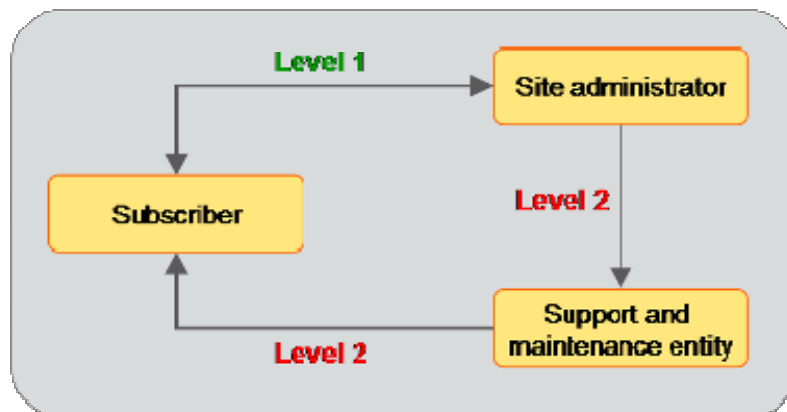 Level 1
Site administrator
Subscriber
Level 2
Support and
maintenance entity
Level 2